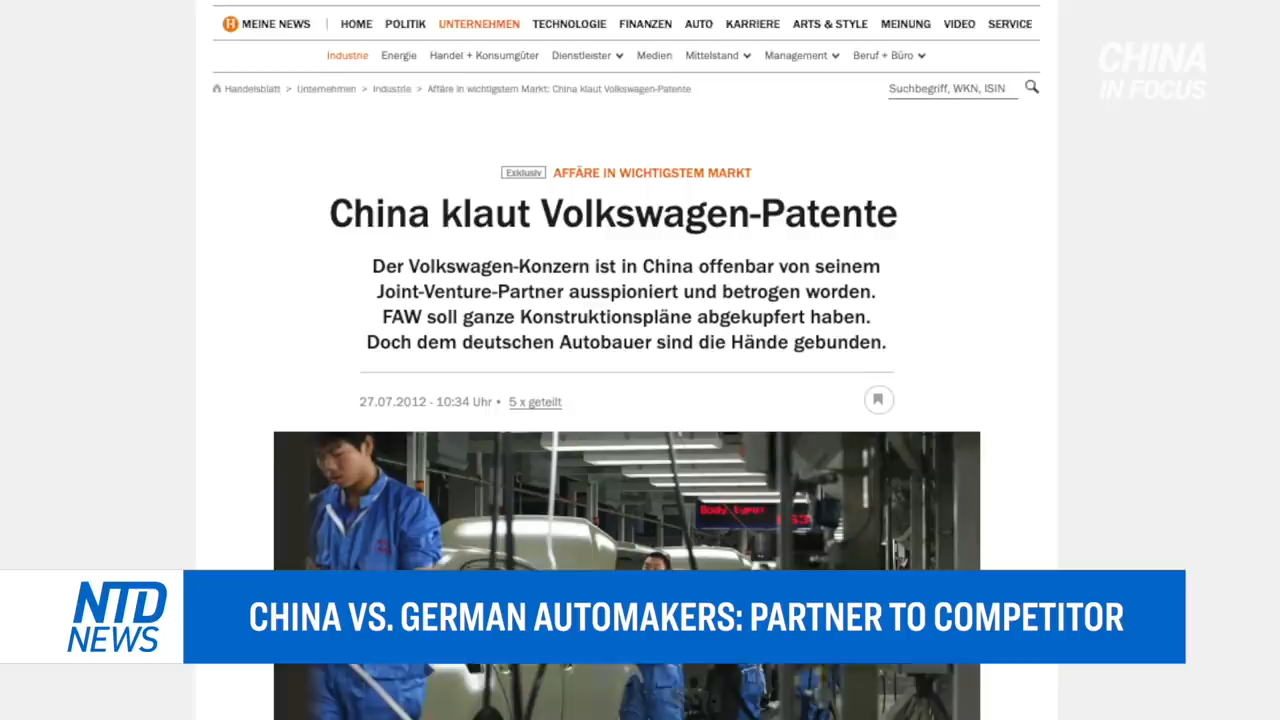 MEINE NEWS HOME POLITIK UNTERNEHMEN TECHNOLOGIE FINANZEN AUTO KARRIERE ARTS & STYLE MEINUNG VIDEO SERVICE
Industrie Energie Handel + Konsumgüter Dienstleister Medien Mittelstand Management Beruf + Büro
CHINA
IN FOCUS
Handelsblatt > Unternehmen > Industrie > Affäre in wichtigstem Markt: China klaut Volkswagen-Patente
Suchbegriff, WKN, ISIN
Exklusiv AFFÄRE IN WICHTIGSTEM MARKT
China klaut Volkswagen-Patente
Der Volkswagen-Konzern ist in China offenbar von seinem
Joint-Venture-Partner ausspioniert und betrogen worden.
FAW soll ganze Konstruktionspläne abgekupfert haben.
Doch dem deutschen Autobauer sind die Hände gebunden.
27.07.2012 - 10:34 Uhr • 5 x geteilt
Body type:
NTD
NEWS
CHINA VS. GERMAN AUTOMAKERS: PARTNER TO COMPETITOR